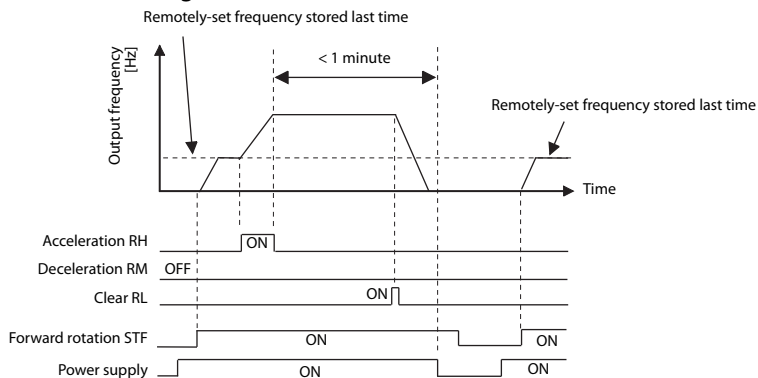 Remotely-set frequency stored last time
Output frequency
[Hz]
< 1 minute
Remotely-set frequency stored last time
Time
Acceleration RH
ON
Deceleration RM
OFF
Clear RL
ON
Forward rotation STF
ON
ON
Power supply
ON
ON